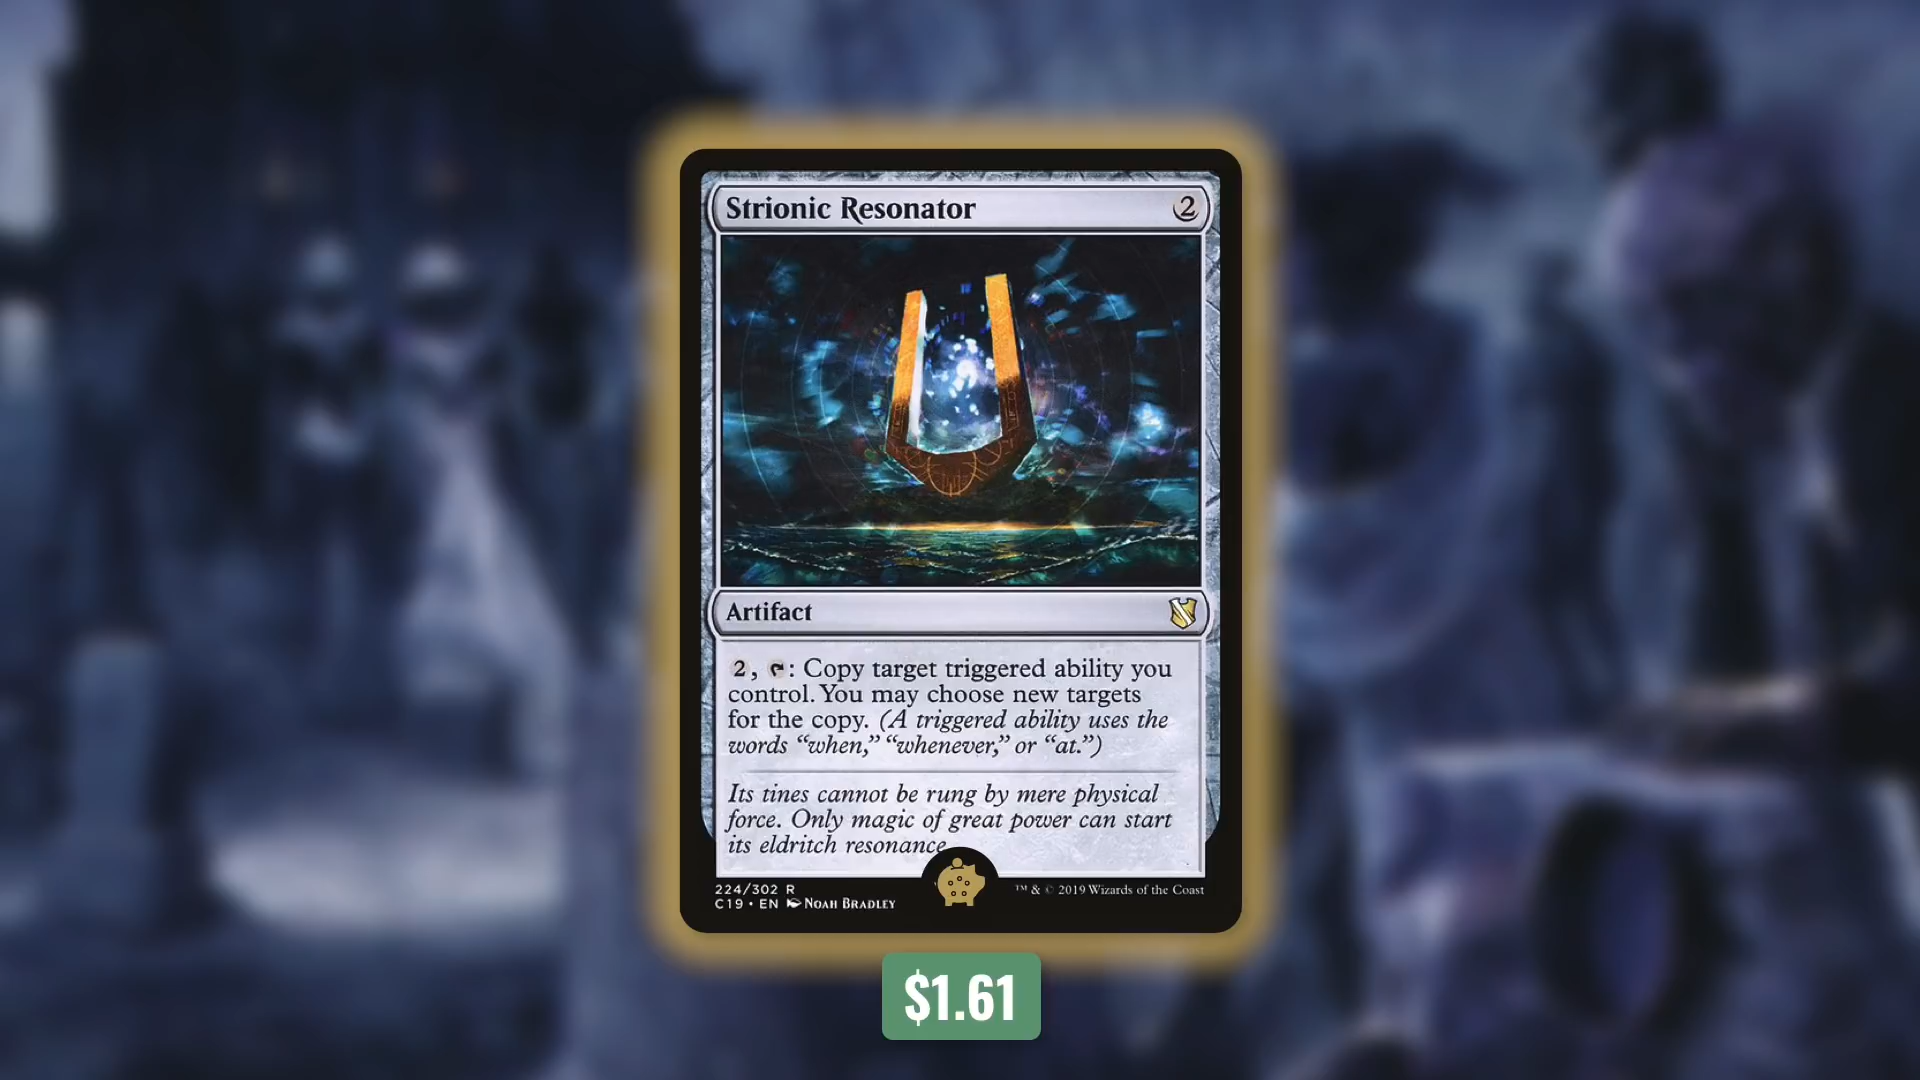 Strionic Resonator 2
Artifact
2, : Copy target triggered ability you
control. You may choose new targets
for the copy. (A triggered ability uses the
words “when,” “whenever,” or “at.”)
Its tines cannot be rung by mere physical
force. Only magic of great power can start
its eldritch resonance.
224/302 R
C19 • EN NOAH BRADLEY
™ & © 2019 Wizards of the Coast
$1.61